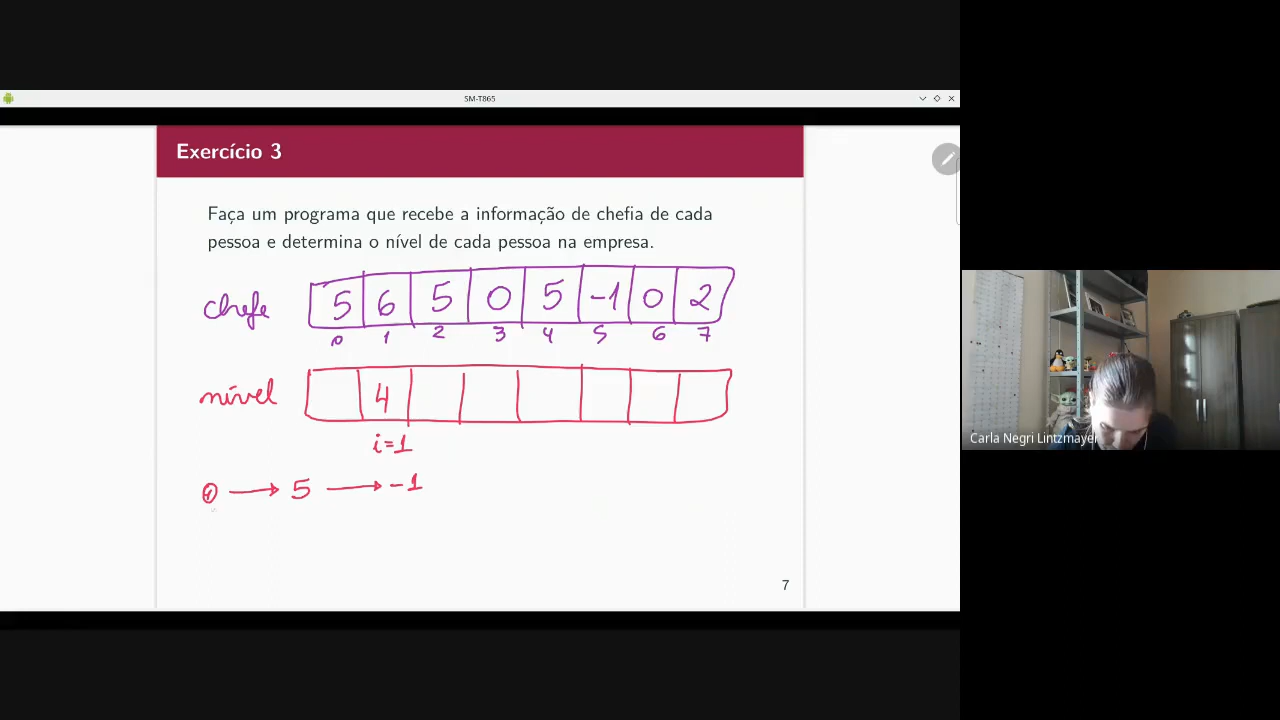 SM-T865
Exercício 3
Faça um programa que recebe a informação de chefia de cada
pessoa e determina o nível de cada pessoa na empresa.
chefe 5 6 5 0 5 -1 0 2
0 1 2 3 4 5 6 7
nível 4
i=1
0 → 5 → -1
7
Carla Negri Lintzmayer